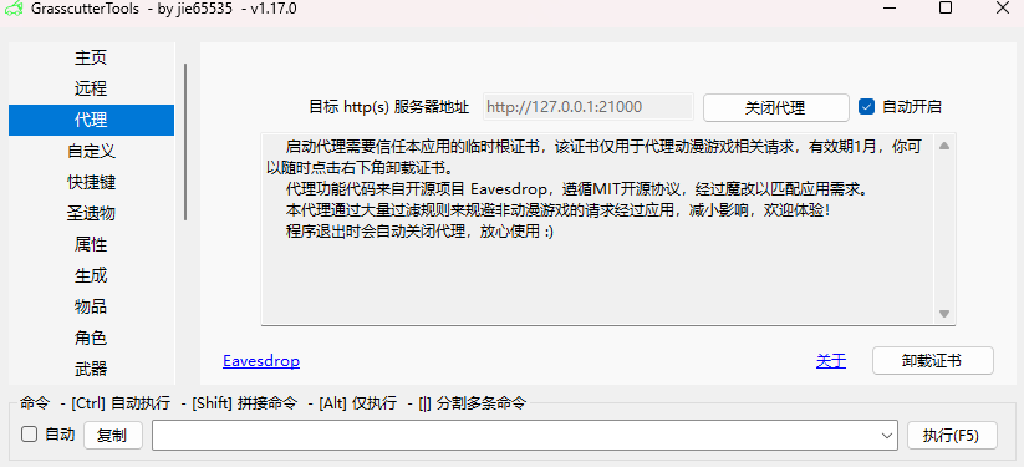 GrasscutterTools - by jie65535 - v1.17.0
主页
远程
代理
自定义
快捷键
圣遗物
属性
生成
物品
角色
武器
目标 http(s) 服务器地址 http://127.0.0.1:21000 关闭代理 自动开启
启动代理需要信任本应用的临时根证书，该证书仅用于代理动漫游戏相关请求，有效期1月，你可
以随时点击右下角卸载证书。
代理功能代码来自开源项目 Eavesdrop，遵循MIT开源协议，经过魔改以匹配应用需求。
本代理通过大量过滤规则来规避非动漫游戏的请求经过应用，减小影响，欢迎体验！
程序退出时会自动关闭代理，放心使用 :)
Eavesdrop 关于 卸载证书
命令 - [Ctrl] 自动执行 - [Shift] 拼接命令 - [Alt] 仅执行 - [|] 分割多条命令
自动 复制 执行(F5)